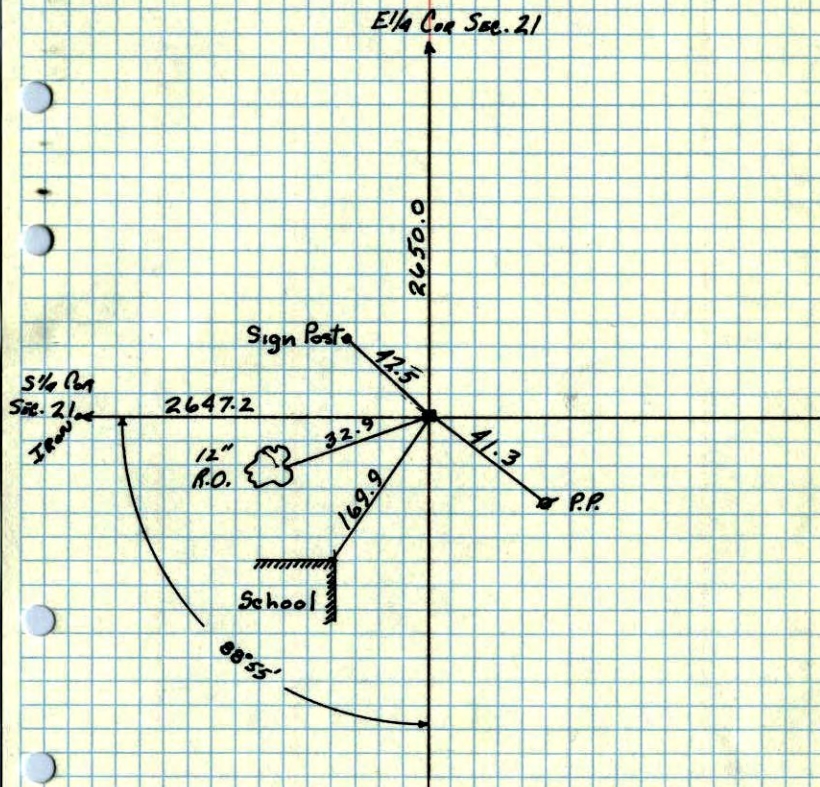 E1/4 Cor Sec. 21
2650.0
Sign Post
42.5
S1/4 Cor
Sec. 21
IRON
2647.2
32.9
12"
R.O.
41.3
P.P.
169.9
School
88°55'